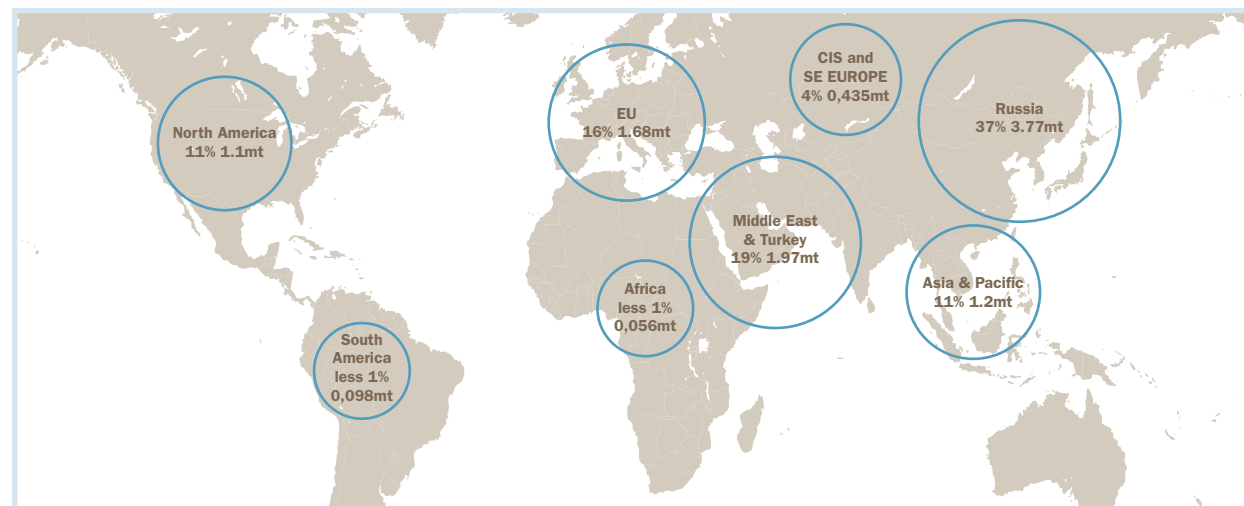 North America
11% 1.1mt
EU
16% 1.68mt
CIS and
SE EUROPE
4% 0,435mt
Russia
37% 3.77mt
Middle East
& Turkey
19% 1.97mt
Africa
less 1%
0,056mt
Asia & Pacific
11% 1.2mt
South
America
less 1%
0,098mt